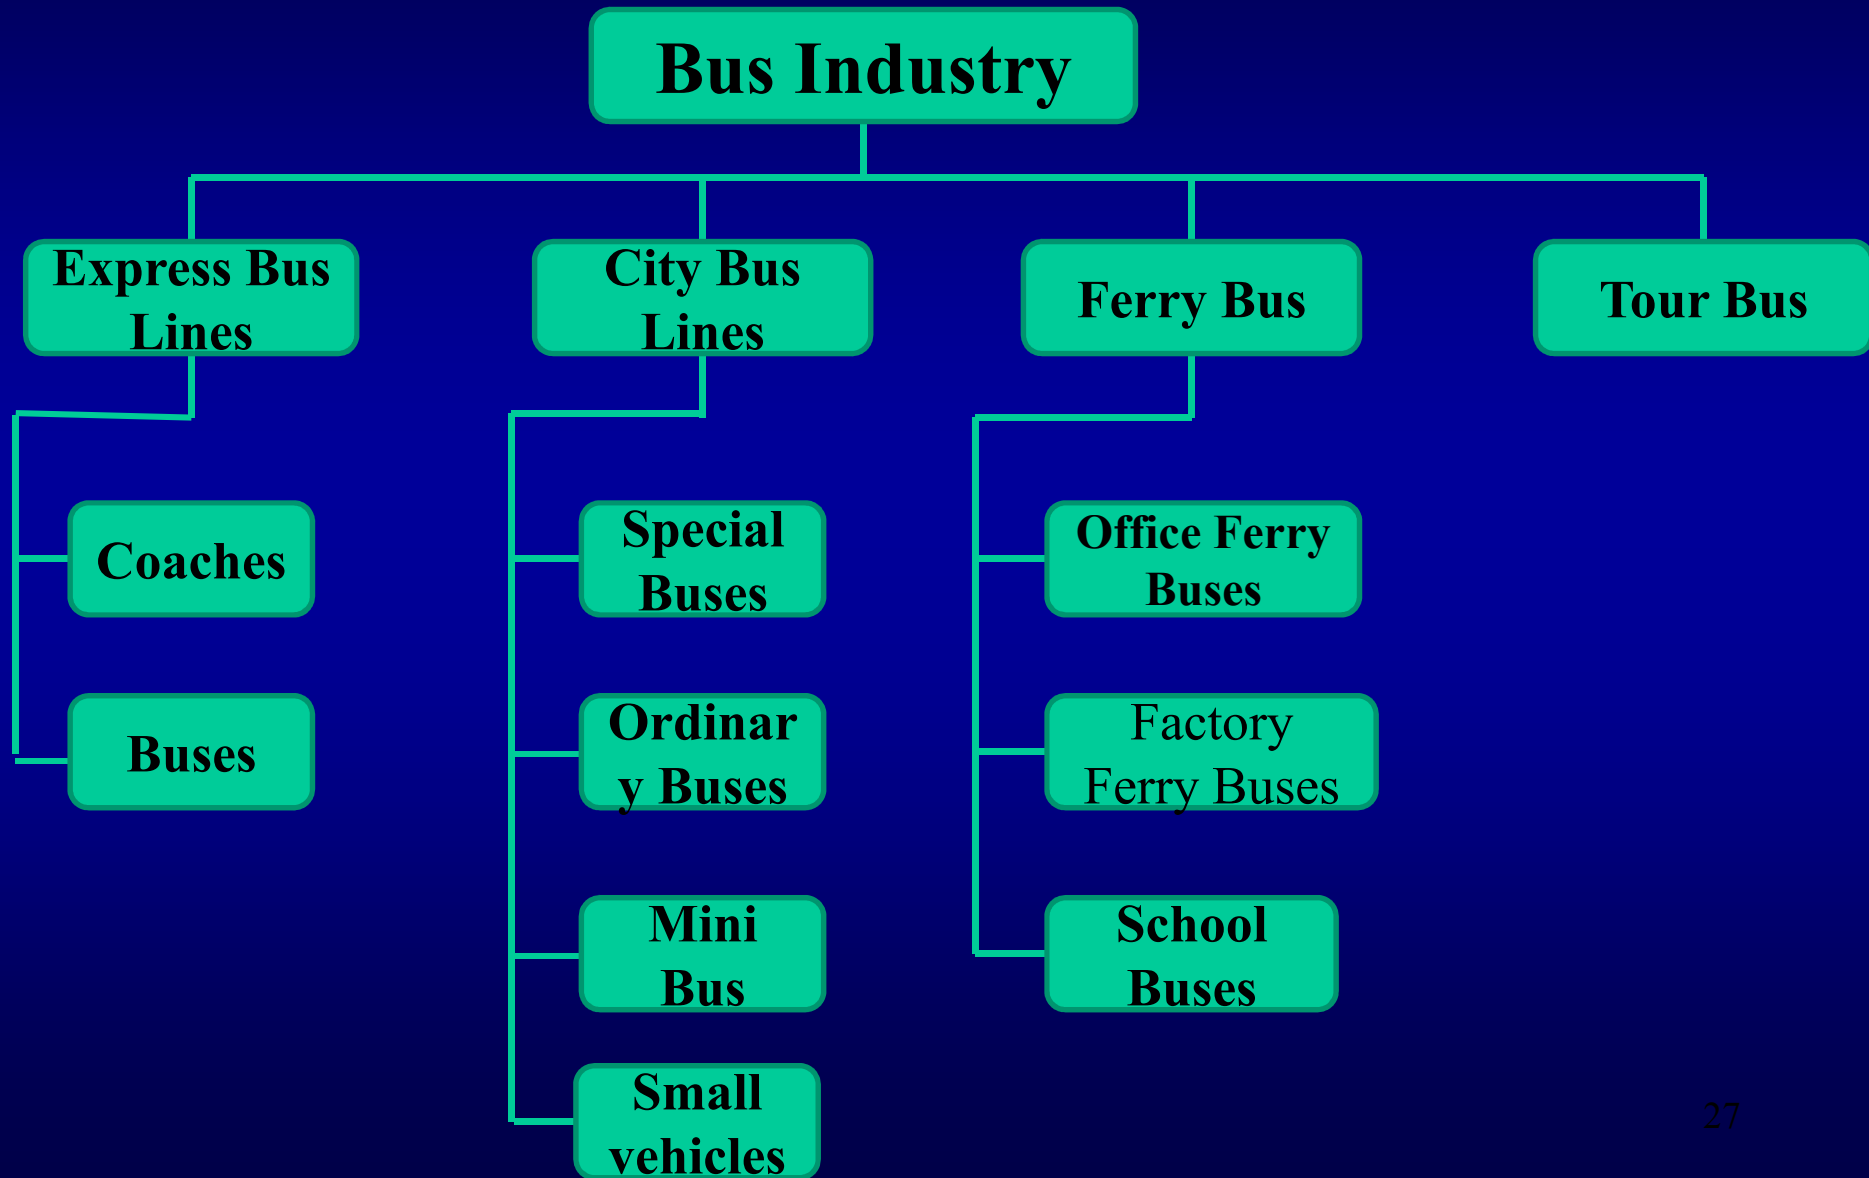 Bus Industry
Express Bus
Lines
City Bus
Lines
Ferry Bus
Tour Bus
Coaches
Buses
Special
Buses
Ordinar
y Buses
Mini
Bus
Small
vehicles
Office Ferry
Buses
Factory
Ferry Buses
School
Buses
27